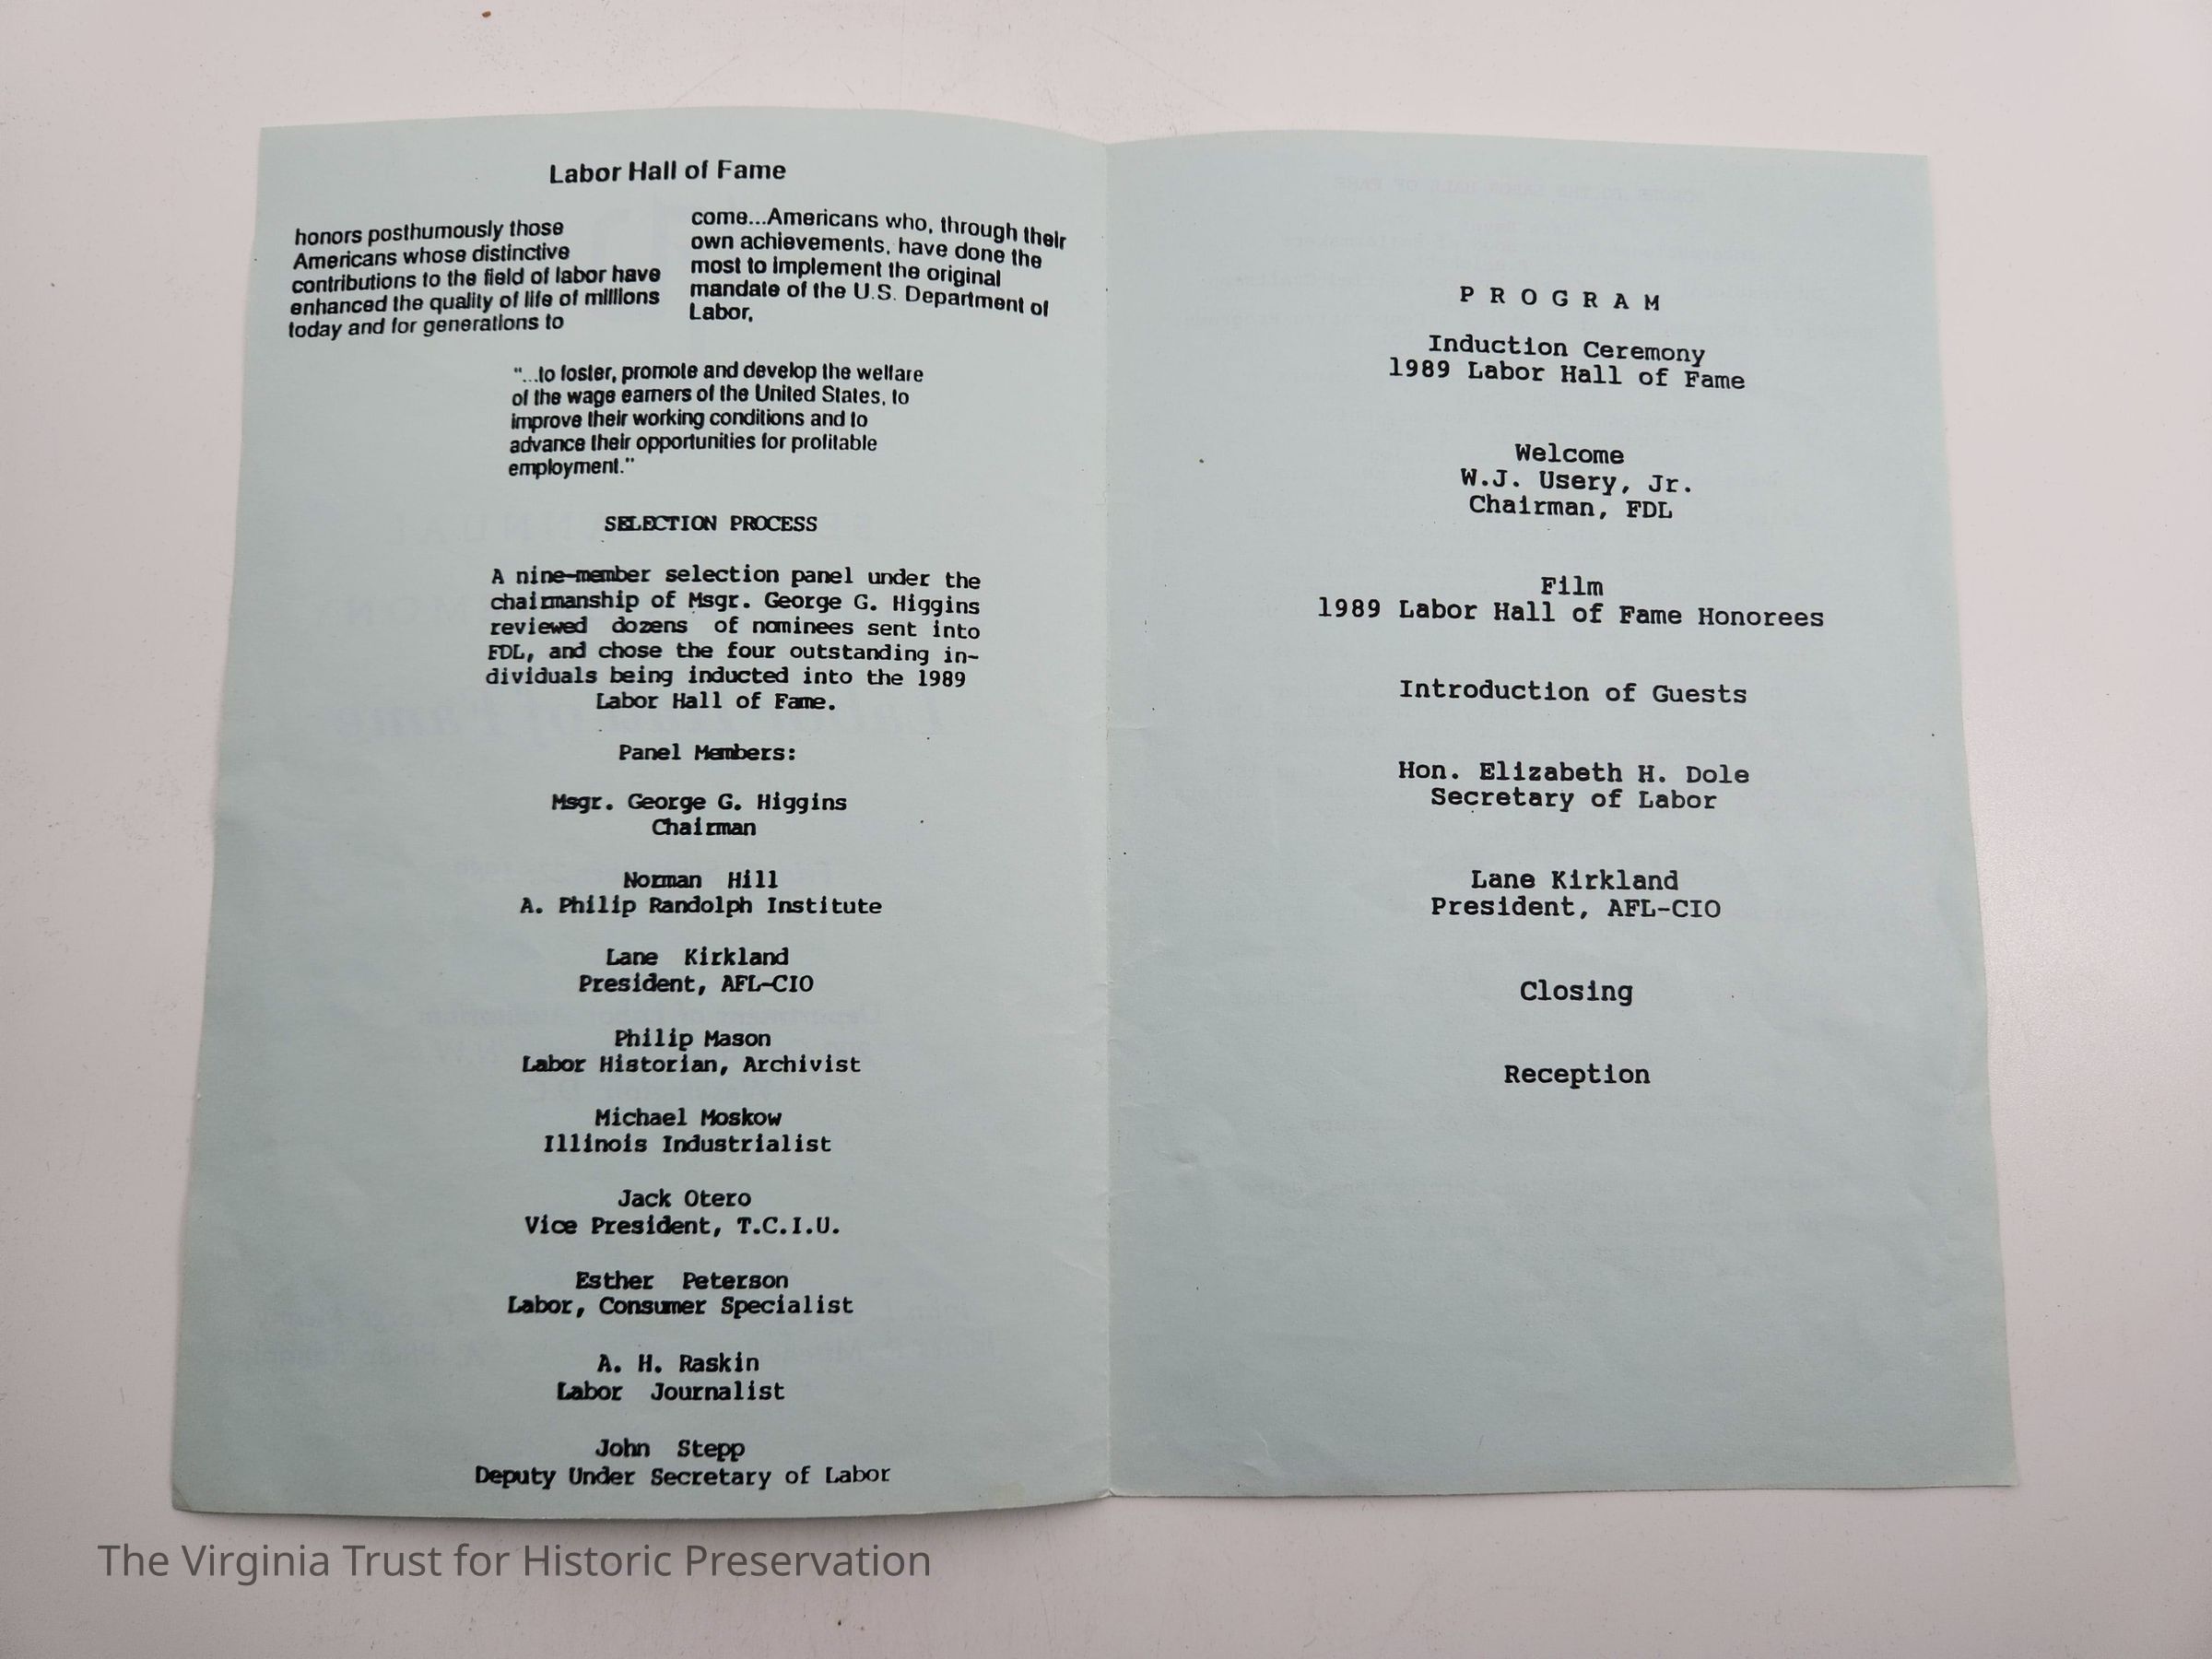 Labor Hall of Fame
honors posthumously those
Americans whose distinctive
contributions to the field of labor have
enhanced the quality of life of millions
today and for generations to
come...Americans who, through their
own achievements, have done the
most to implement the original
mandate of the U.S. Department of
Labor,
"...to foster, promote and develop the welfare
of the wage earners of the United States, to
improve their working conditions and to
advance their opportunities for profitable
employment."
SELECTION PROCESS
A nine-member selection panel under the
chairmanship of Msgr. George G. Higgins
reviewed dozens of nominees sent into
FDL, and chose the four outstanding in-
dividuals being inducted into the 1989
Labor Hall of Fame.
Panel Members:
Msgr. George G. Higgins
Chairman
Norman Hill
A. Philip Randolph Institute
Lane Kirkland
President, AFL-CIO
Philip Mason
Labor Historian, Archivist
Michael Moskow
Illinois Industrialist
Jack Otero
Vice President, T.C.I.U.
Esther Peterson
Labor, Consumer Specialist
A. H. Raskin
Labor Journalist
John Stepp
Deputy Under Secretary of Labor
PROGRAM
Induction Ceremony
1989 Labor Hall of Fame
Welcome
W.J. Usery, Jr.
Chairman, FDL
Film
1989 Labor Hall of Fame Honorees
Introduction of Guests
Hon. Elizabeth H. Dole
Secretary of Labor
Lane Kirkland
President, AFL-CIO
Closing
Reception
The Virginia Trust for Historic Preservation